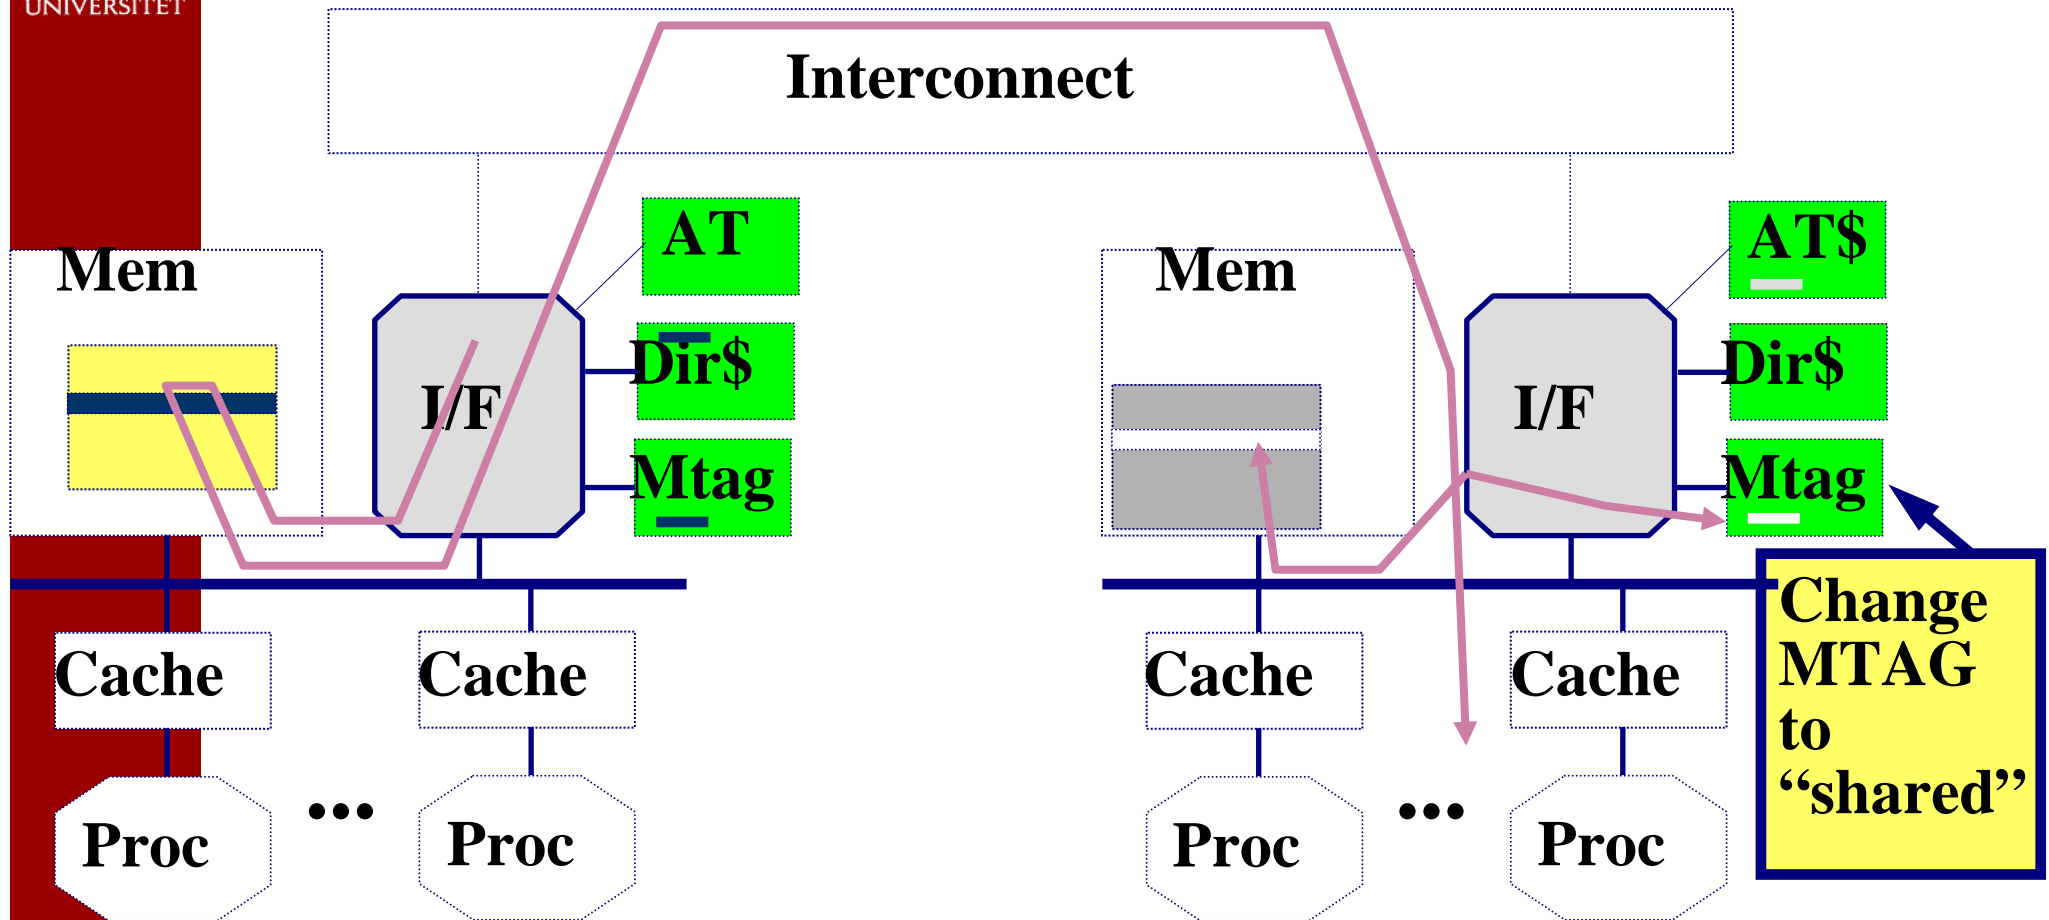 UNIVERSITET
Interconnect
AT
AT$
Mem
Mem
Dir$
Dir$
I/F
I/F
Mtag
Mtag
Change
MTAG
to
“shared”
Cache
Cache
Cache
Cache
•••
•••
Proc
Proc
Proc
Proc